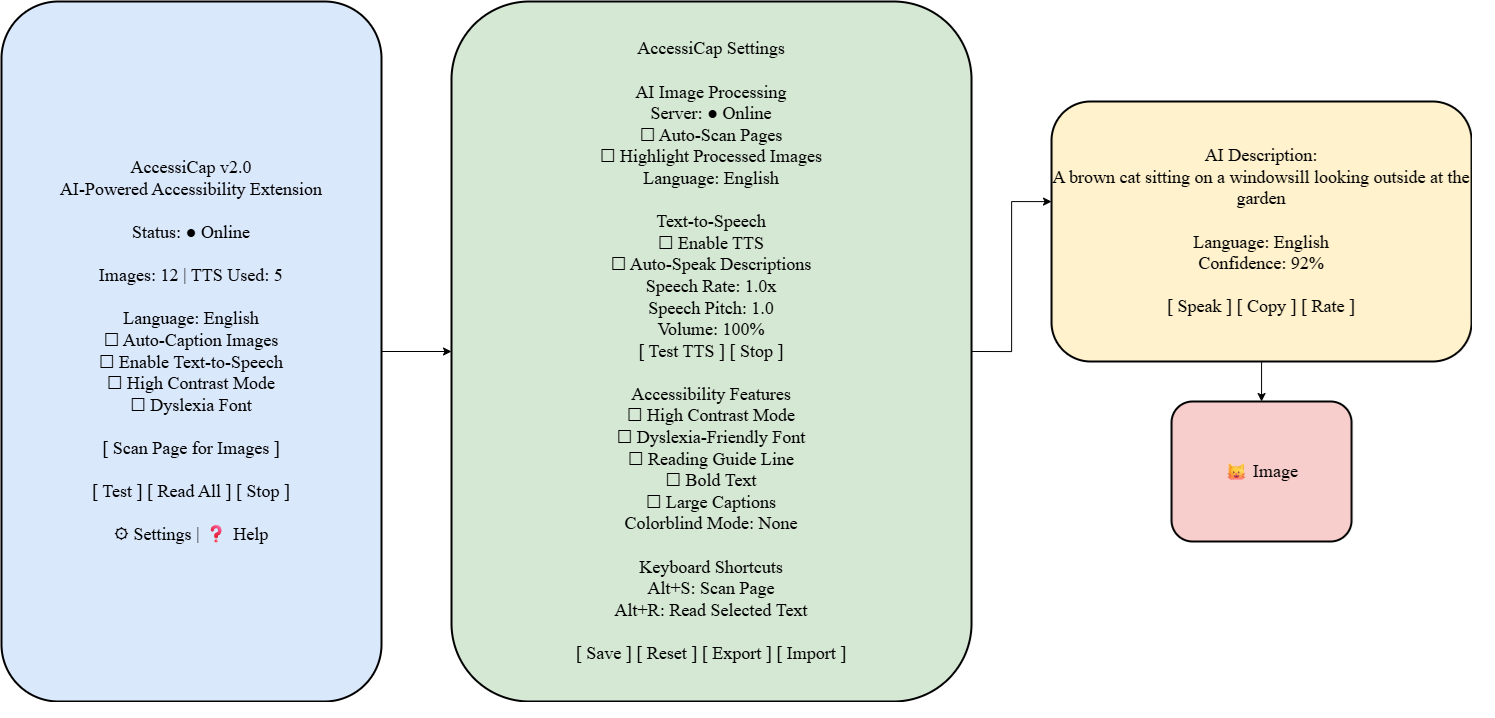 AccessiCap v2.0
AI-Powered Accessibility Extension
Status: ● Online
Images: 12 | TTS Used: 5
Language: English
☐ Auto-Caption Images
☐ Enable Text-to-Speech
☐ High Contrast Mode
☐ Dyslexia Font
[ Scan Page for Images ]
[ Test ] [ Read All ] [ Stop ]
⚙ Settings | ❓ Help
AccessiCap Settings
AI Image Processing
Server: ● Online
☐ Auto-Scan Pages
☐ Highlight Processed Images
Language: English
Text-to-Speech
☐ Enable TTS
☐ Auto-Speak Descriptions
Speech Rate: 1.0x
Speech Pitch: 1.0
Volume: 100%
[ Test TTS ] [ Stop ]
Accessibility Features
☐ High Contrast Mode
☐ Dyslexia-Friendly Font
☐ Reading Guide Line
☐ Bold Text
☐ Large Captions
Colorblind Mode: None
Keyboard Shortcuts
Alt+S: Scan Page
Alt+R: Read Selected Text
[ Save ] [ Reset ] [ Export ] [ Import ]
AI Description:
A brown cat sitting on a windowsill looking outside at the
garden
Language: English
Confidence: 92%
[ Speak ] [ Copy ] [ Rate ]
🐱 Image